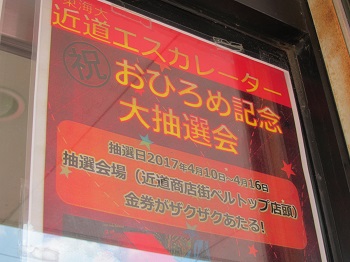 東海大
近道エスカレーター
祝 おひろめ記念
大抽選会
抽選日2017年4月10日~4月16日
抽選会場(近道商店街ベルトップ店頭)
金券がザクザクあたる!